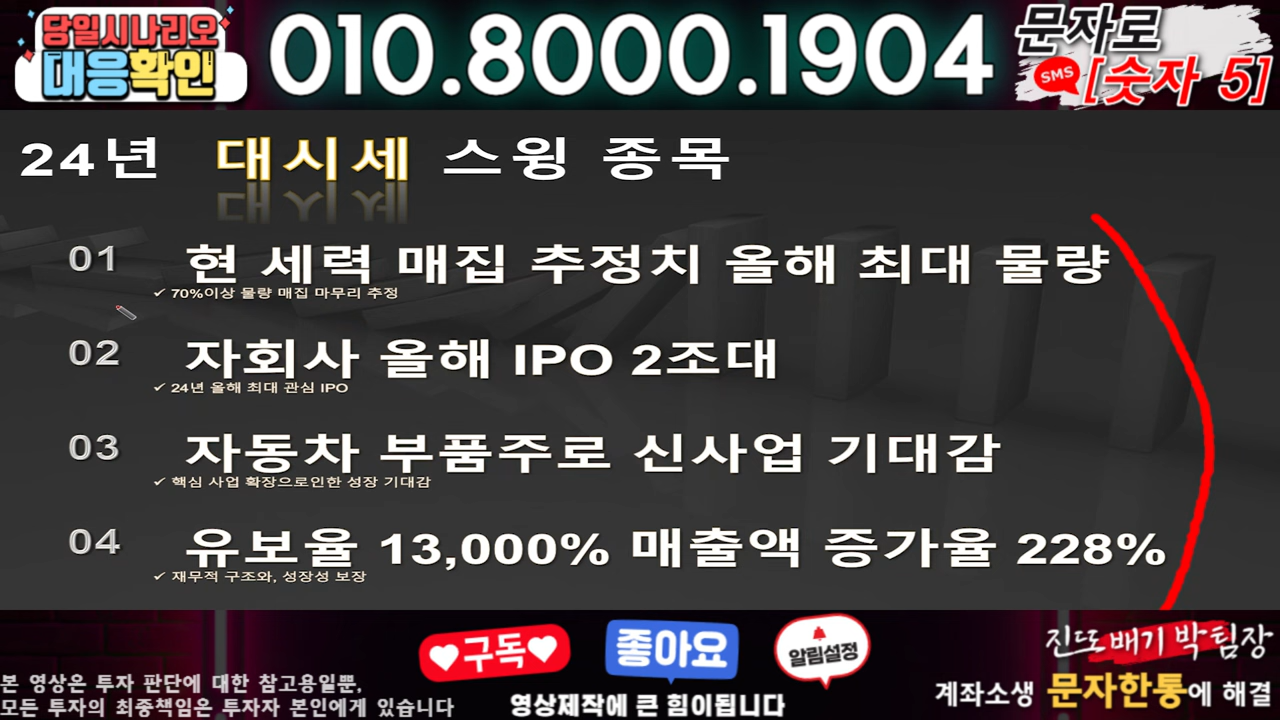 당일시나리오
대응확인
010.8000.1904
문자로
SMS [숫자 5]
24년 대시세 스윙 종목
01 현 세력 매집 추정치 올해 최대 물량
✓ 70%이상 물량 매집 마무리 추정
02 자회사 올해 IPO 2조대
✓ 24년 올해 최대 관심 IPO
03 자동차 부품주로 신사업 기대감
✓ 핵심 사업 확장으로인한 성장 기대감
04 유보율 13,000% 매출액 증가율 228%
✓ 재무적 구조와, 성장성 보장
구독
좋아요
알림설정
영상제작에 큰 힘이됩니다
본 영상은 투자 판단에 대한 참고용일뿐,
모든 투자의 최종책임은 투자자 본인에게 있습니다
진또배기 박팀장
계좌소생 문자한통에 해결